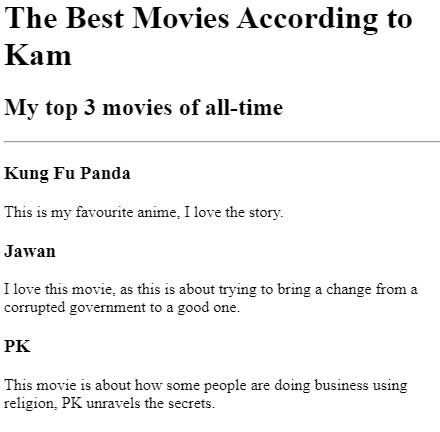 The Best Movies According to
Kam
My top 3 movies of all-time
Kung Fu Panda
This is my favourite anime, I love the story.
Jawan
I love this movie, as this is about trying to bring a change from a
corrupted government to a good one.
PK
This movie is about how some people are doing business using
religion, PK unravels the secrets.